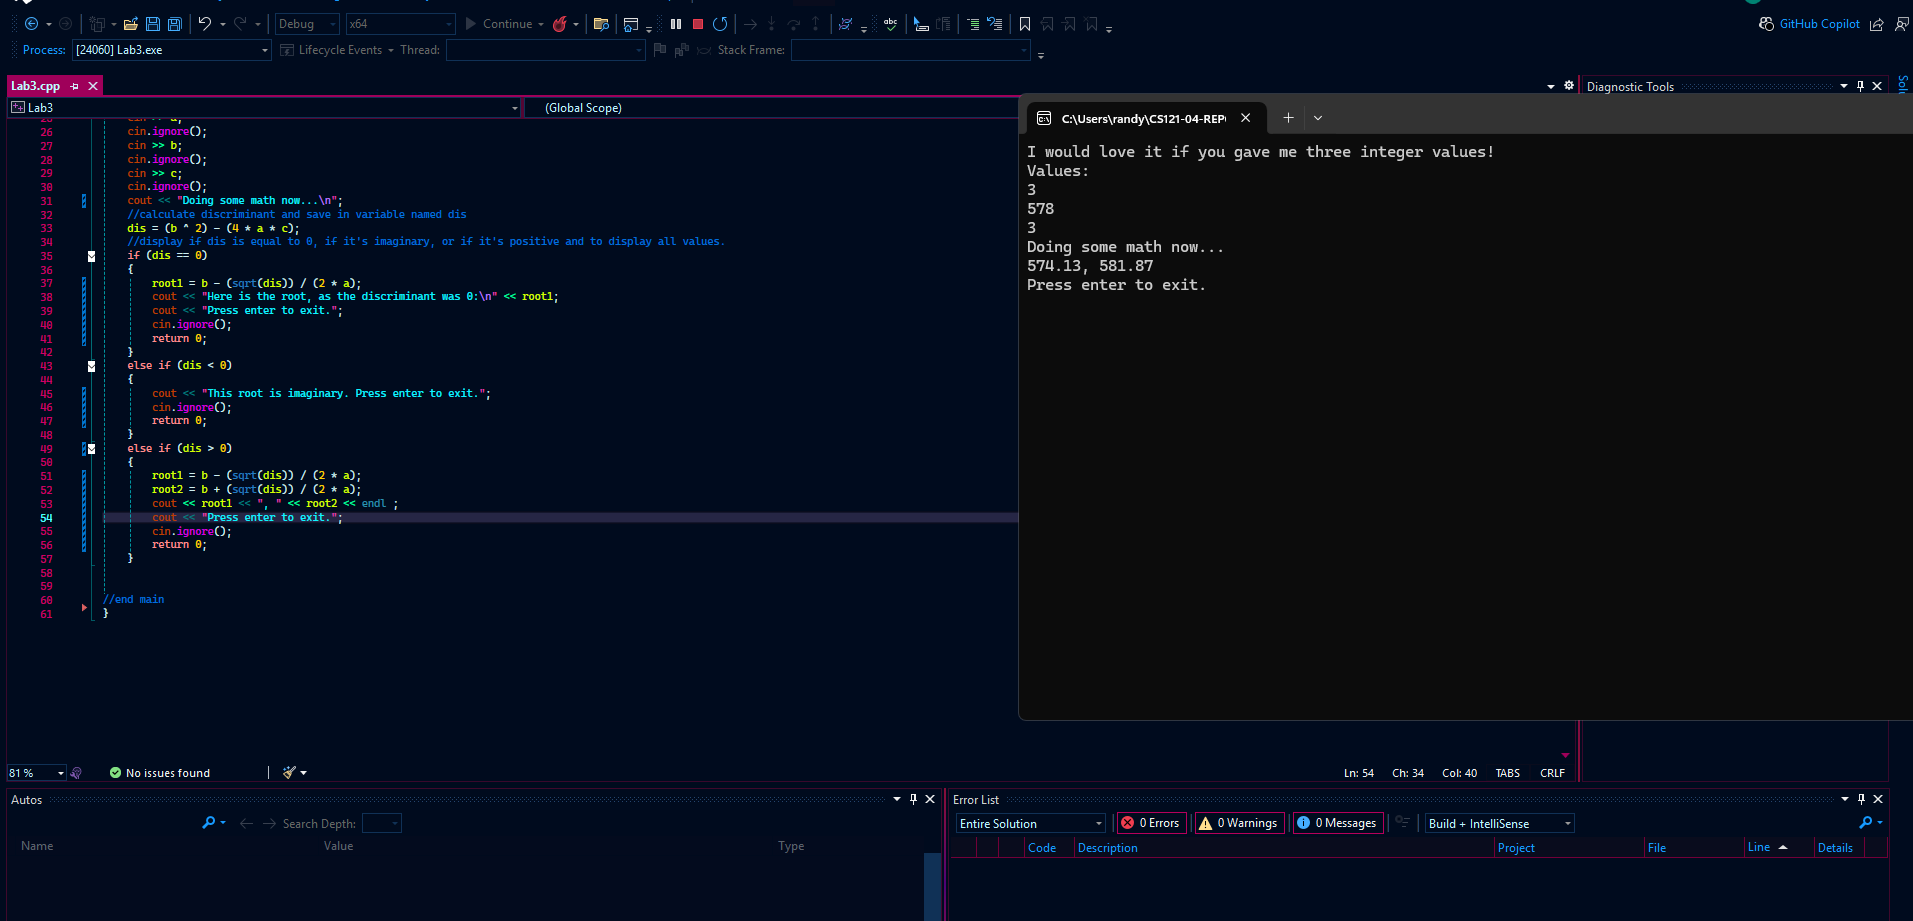 Debug x64 Continue GitHub Copilot
Process: [24060] Lab3.exe Lifecycle Events Thread: Stack Frame:
Lab3.cpp
Lab3 (Global Scope)
26 cin.ignore();
27 cin >> b;
28 cin.ignore();
29 cin >> c;
30 cin.ignore();
31 cout << "Doing some math now...\n";
32 //calculate discriminant and save in variable named dis
33 dis = (b ^ 2) - (4 * a * c);
34 //display if dis is equal to 0, if it's imaginary, or if it's positive and to display all values.
35 if (dis == 0)
36 {
37 root1 = b - (sqrt(dis)) / (2 * a);
38 cout << "Here is the root, as the discriminant was 0:\n" << root1;
39 cout << "Press enter to exit.";
40 cin.ignore();
41 return 0;
42 }
43 else if (dis < 0)
44 {
45 cout << "This root is imaginary. Press enter to exit.";
46 cin.ignore();
47 return 0;
48 }
49 else if (dis > 0)
50 {
51 root1 = b - (sqrt(dis)) / (2 * a);
52 root2 = b + (sqrt(dis)) / (2 * a);
53 cout << root1 << ", " << root2 << endl ;
54 cout << "Press enter to exit.";
55 cin.ignore();
56 return 0;
57 }
58
59
60 //end main
61 }
Diagnostic Tools
C:\Users\randy\CS121-04-REP
I would love it if you gave me three integer values!
Values:
3
578
3
Doing some math now...
574.13, 581.87
Press enter to exit.
81 % No issues found Ln: 54 Ch: 34 Col: 40 TABS CRLF
Autos
Search Depth:
Name Value Type
Error List
Entire Solution 0 Errors 0 Warnings 0 Messages Build + IntelliSense
Code Description Project File Line Details